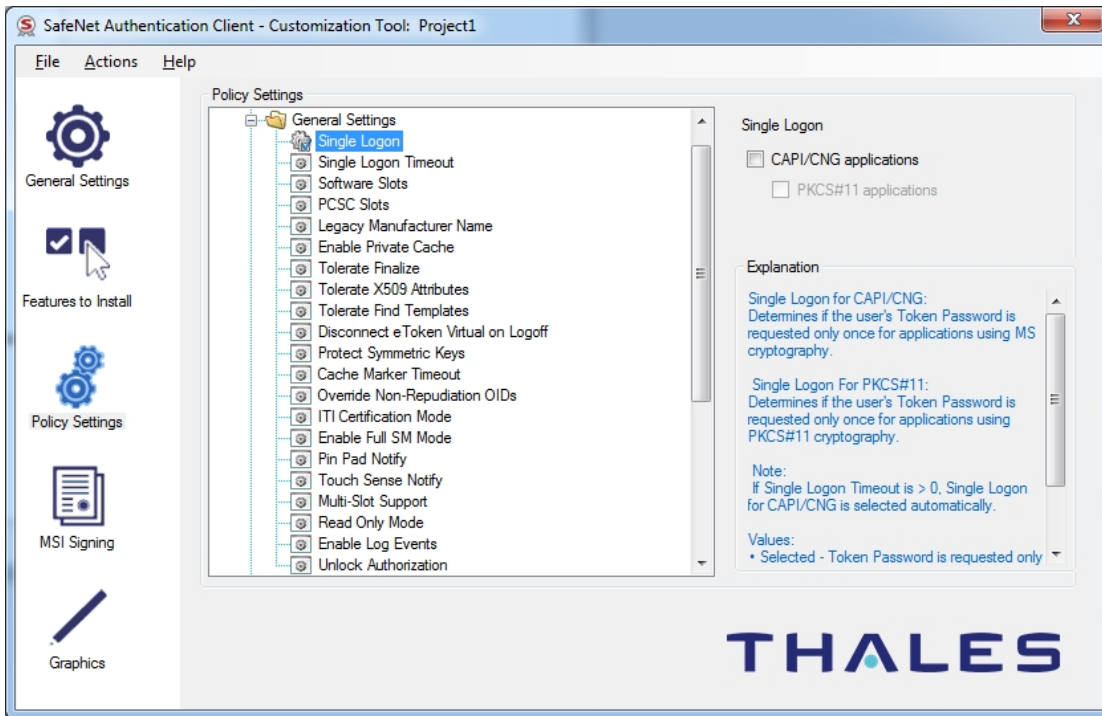 SafeNet Authentication Client - Customization Tool: Project1
File Actions Help
General Settings
Features to Install
Policy Settings
MSI Signing
Graphics
Policy Settings
General Settings
Single Logon
Single Logon Timeout
Software Slots
PCSC Slots
Legacy Manufacturer Name
Enable Private Cache
Tolerate Finalize
Tolerate X509 Attributes
Tolerate Find Templates
Disconnect eToken Virtual on Logoff
Protect Symmetric Keys
Cache Marker Timeout
Override Non-Repudiation OIDs
ITI Certification Mode
Enable Full SM Mode
Pin Pad Notify
Touch Sense Notify
Multi-Slot Support
Read Only Mode
Enable Log Events
Unlock Authorization
Single Logon
CAPI/CNG applications
PKCS#11 applications
Explanation
Single Logon for CAPI/CNG:
Determines if the user's Token Password is
requested only once for applications using MS
cryptography.
Single Logon For PKCS#11:
Determines if the user's Token Password is
requested only once for applications using
PKCS#11 cryptography.
Note:
If Single Logon Timeout is > 0, Single Logon
for CAPI/CNG is selected automatically.
Values:
• Selected - Token Password is requested only
THALES